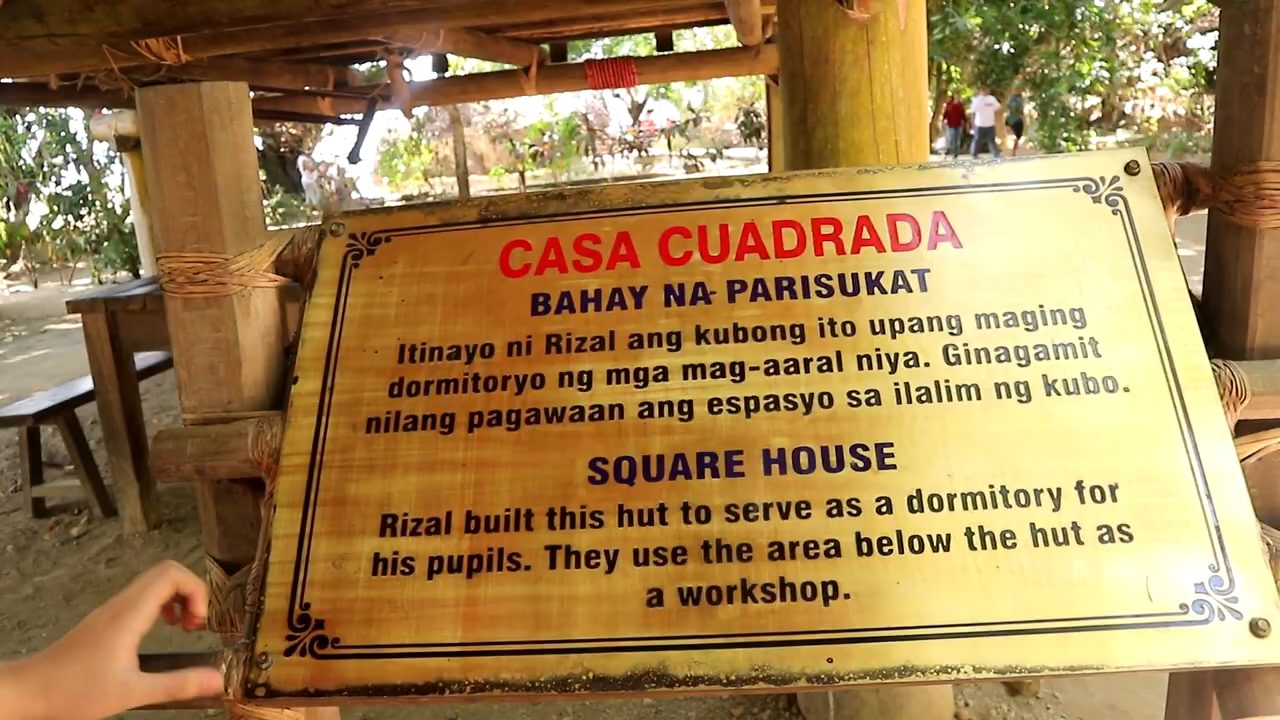 CASA CUADRADA
BAHAY NA PARISUKAT
Itinayo ni Rizal ang kubong ito upang maging
dormitoryo ng mga mag-aaral niya. Ginagamit
nilang pagawaan ang espasyo sa ilalim ng kubo.
SQUARE HOUSE
Rizal built this hut to serve as a dormitory for
his pupils. They use the area below the hut as
a workshop.